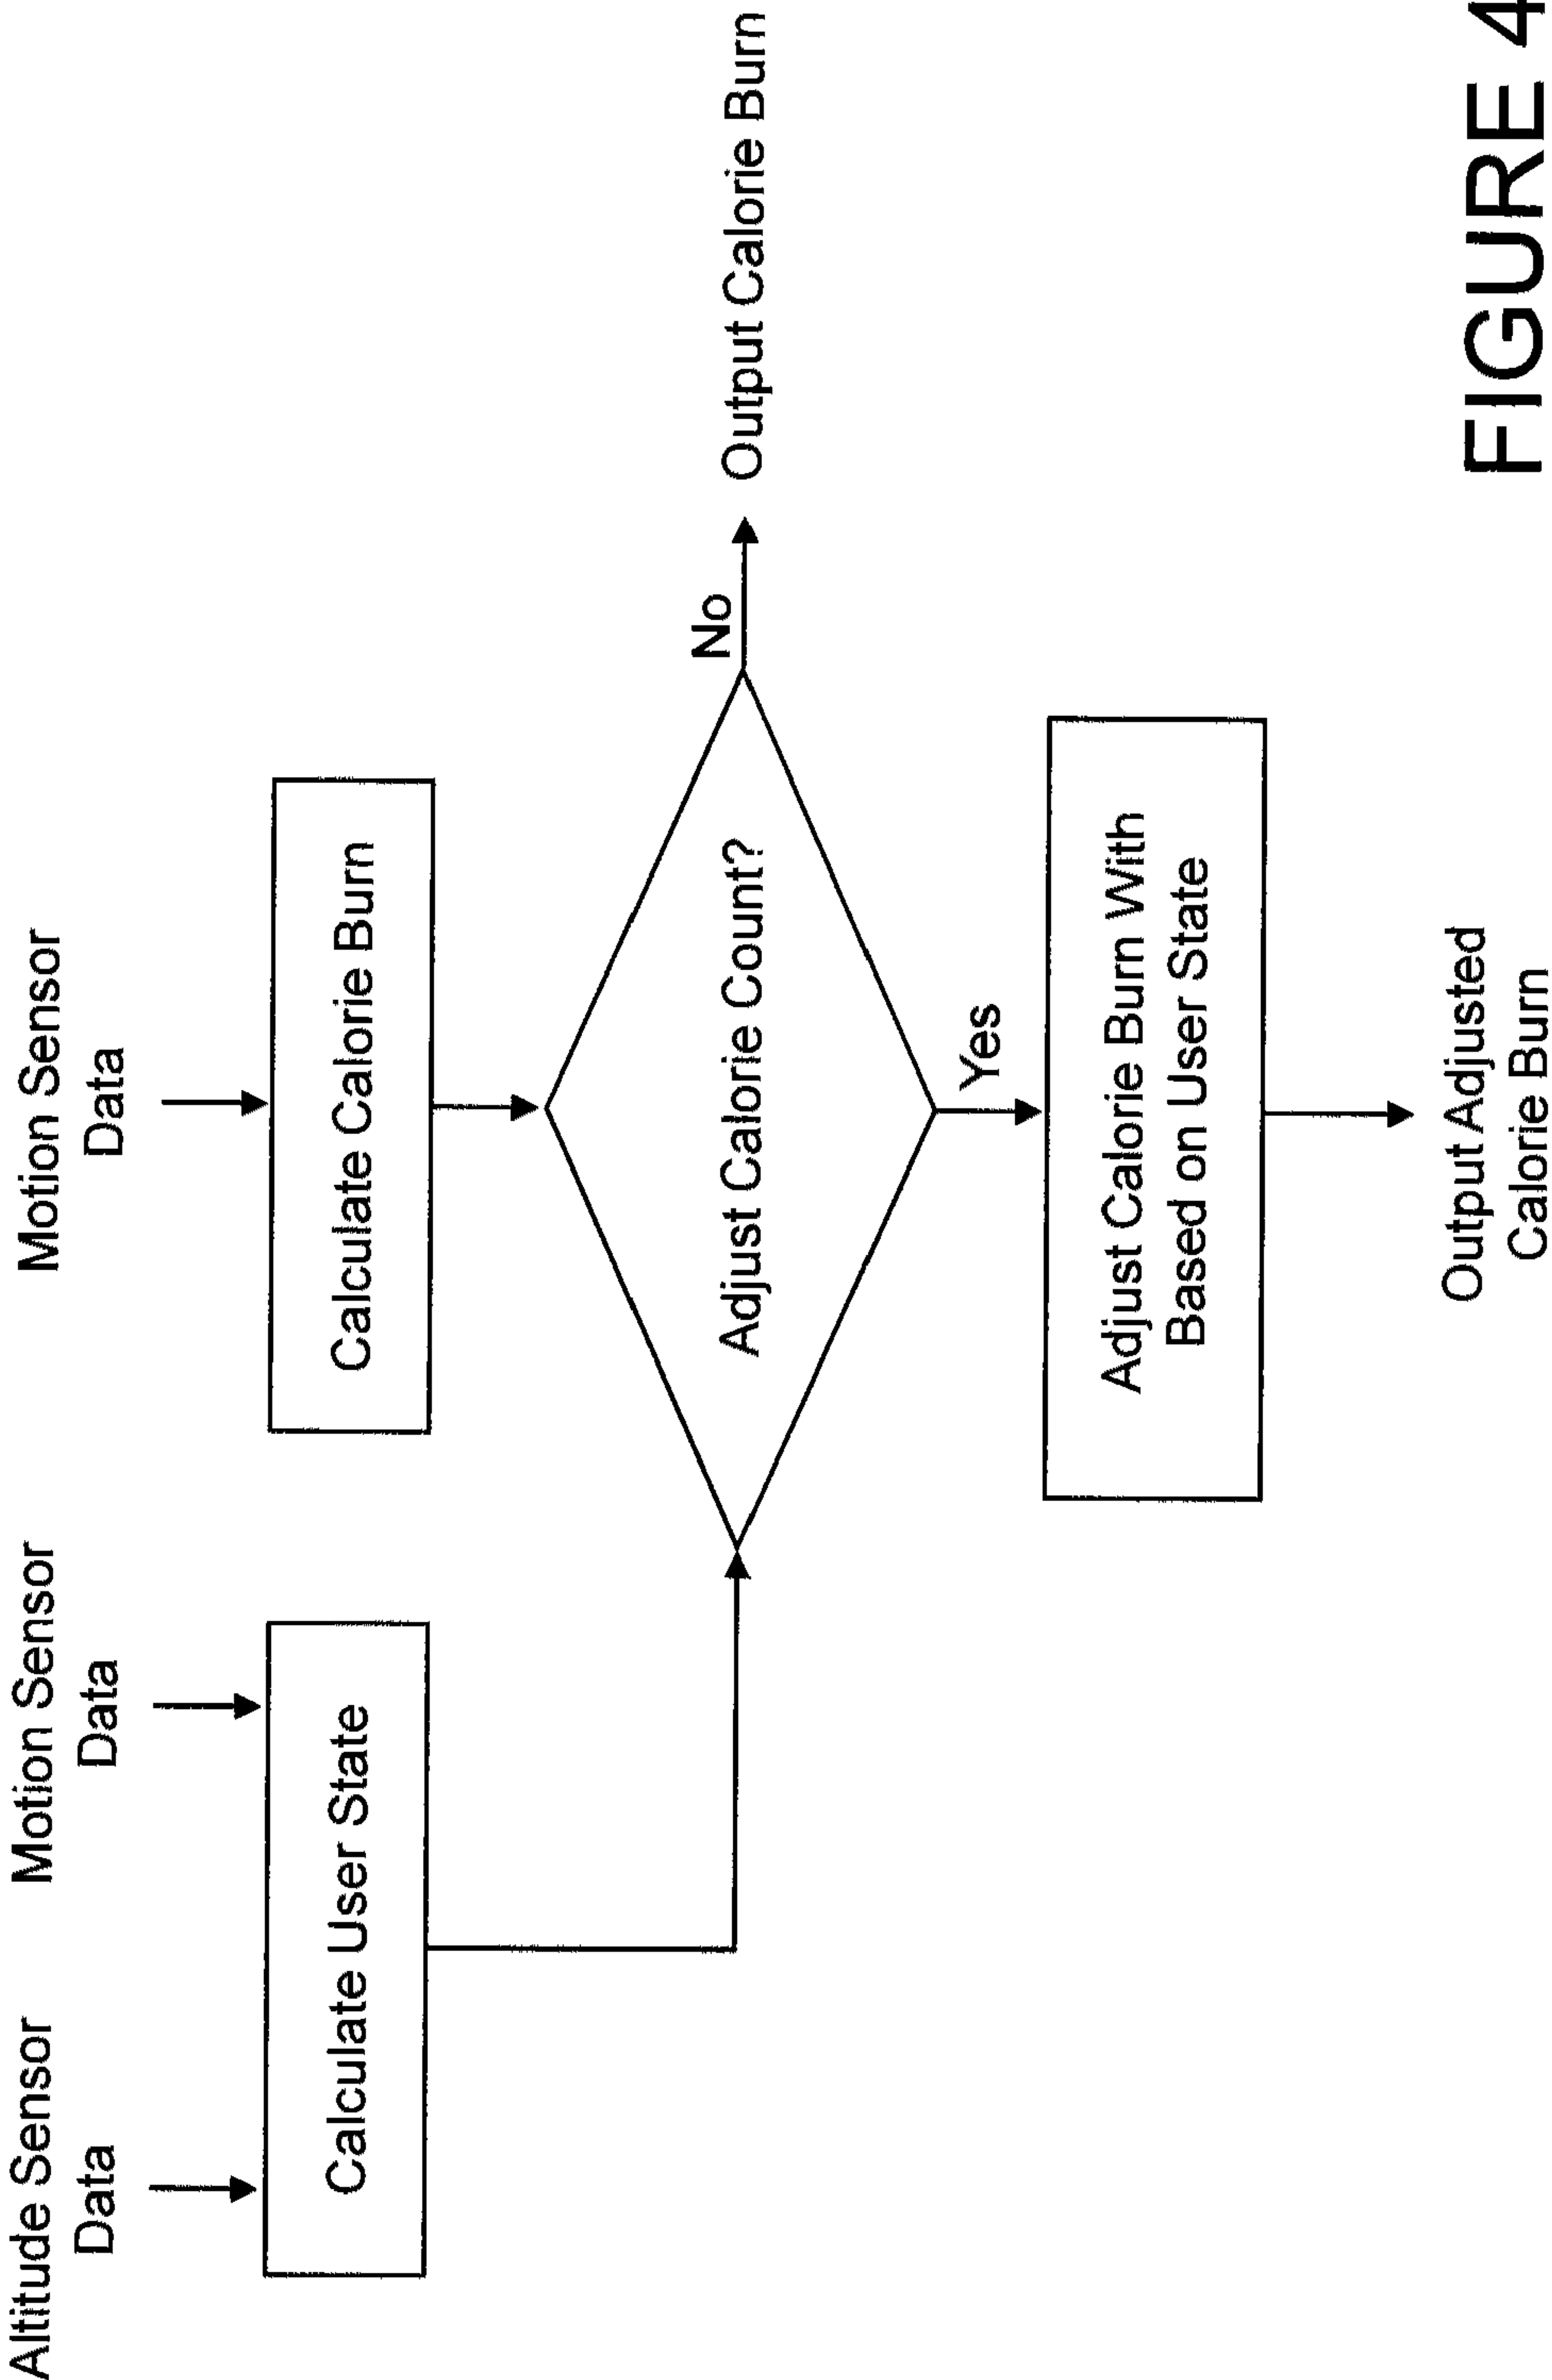 Altitude Sensor
Data
Motion Sensor
Data
Motion Sensor
Data
Calculate User State
Calculate Calorie Burn
Adjust Calorie Count?
No
Output Calorie Burn
Yes
Adjust Calorie Burn With
Based on User State
Output Adjusted
Calorie Burn
FIGURE 4